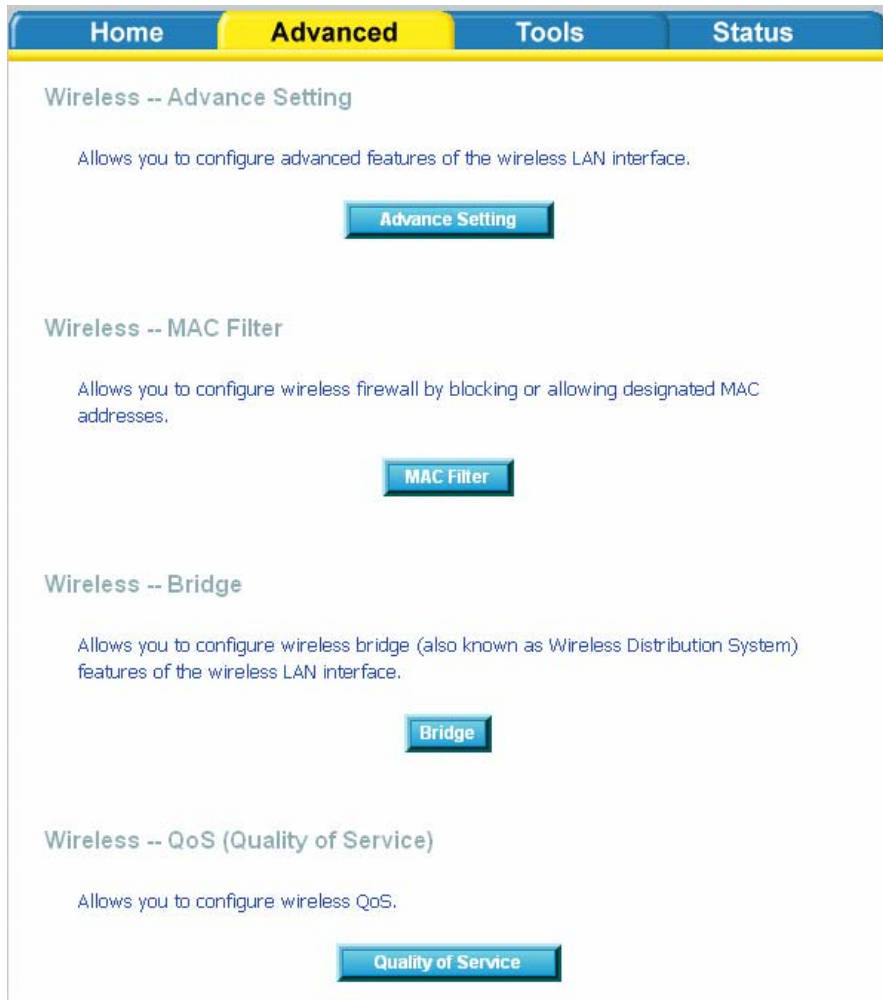 Home Advanced Tools Status
Wireless -- Advance Setting
Allows you to configure advanced features of the wireless LAN interface.
Advance Setting
Wireless -- MAC Filter
Allows you to configure wireless firewall by blocking or allowing designated MAC
addresses.
MAC Filter
Wireless -- Bridge
Allows you to configure wireless bridge (also known as Wireless Distribution System)
features of the wireless LAN interface.
Bridge
Wireless -- QoS (Quality of Service)
Allows you to configure wireless QoS.
Quality of Service